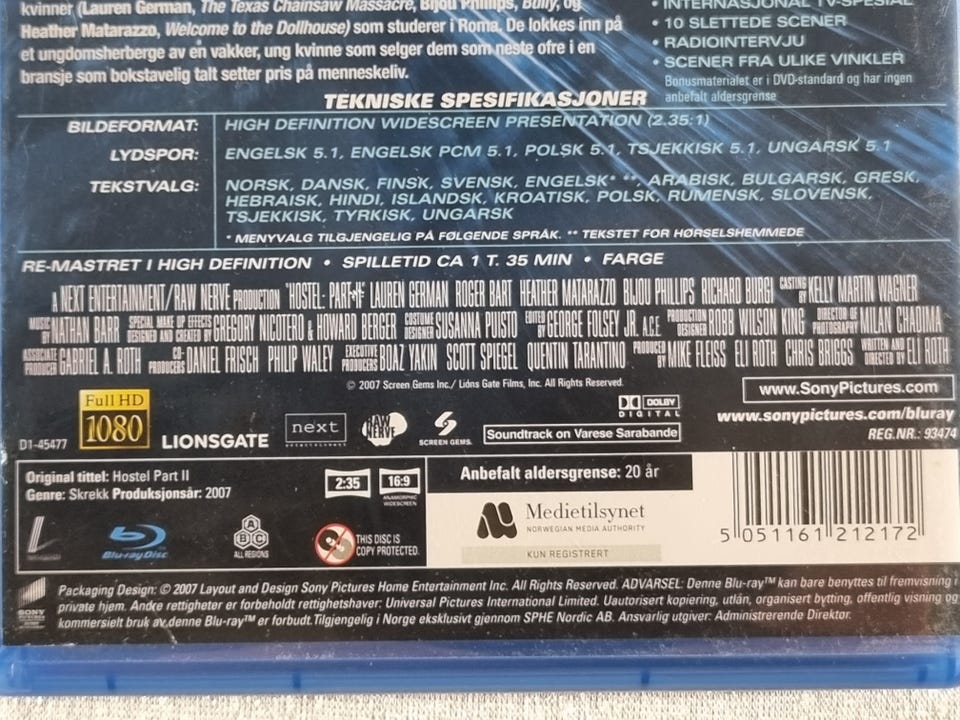 kvinner (Lauren German, The Texas Chainsaw Massacre, Bijou Phillips, Bully, og
Heather Matarazzo, Welcome to the Dollhouse) som studerer i Roma. De lokkes inn på
et ungdomsherberge av en vakker, ung kvinne som selger dem som neste ofre i en
bransje som bokstavelig talt setter pris på menneskeliv.
• INTERNASJONAL TV-SPESIAL
• 10 SLETTEDE SCENER
• RADIOINTERVJU
• SCENER FRA ULIKE VINKLER
Bonusmaterialet er i DVD-standard og har ingen
anbefalt aldersgrense
TEKNISKE SPESIFIKASJONER
BILDEFORMAT: HIGH DEFINITION WIDESCREEN PRESENTATION (2.35:1)
LYDSPOR: ENGELSK 5.1, ENGELSK PCM 5.1, POLSK 5.1, TSJEKKISK 5.1, UNGARSK 5.1
TEKSTVALG: NORSK, DANSK, FINSK, SVENSK, ENGELSK* **, ARABISK, BULGARSK, GRESK,
HEBRAISK, HINDI, ISLANDSK, KROATISK, POLSK, RUMENSK, SLOVENSK,
TSJEKKISK, TYRKISK, UNGARSK
* MENYVALG TILGJENGELIG PÅ FØLGENDE SPRÅK. ** TEKSTET FOR HØRSELSHEMMEDE
RE-MASTRET I HIGH DEFINITION • SPILLETID CA 1 T. 35 MIN • FARGE
A NEXT ENTERTAINMENT/RAW NERVE PRODUCTION "HOSTEL: PART II" LAUREN GERMAN ROGER BART HEATHER MATARAZZO BIJOU PHILLIPS RICHARD BURGI CASTING BY KELLY MARTIN WAGNER
MUSIC BY NATHAN BARR SPECIAL MAKE UP EFFECTS DESIGNED AND CREATED BY GREGORY NICOTERO & HOWARD BERGER COSTUME DESIGNER SUSANNA PUISTO EDITED BY GEORGE FOLSEY JR. A.C.E. PRODUCTION DESIGNER ROBB WILSON KING DIRECTOR OF PHOTOGRAPHY MILAN CHADIMA
ASSOCIATE PRODUCER GABRIEL A. ROTH CO-PRODUCERS DANIEL FRISCH PHILIP WALEY EXECUTIVE PRODUCERS BOAZ YAKIN SCOTT SPIEGEL QUENTIN TARANTINO PRODUCED BY MIKE FLEISS ELI ROTH CHRIS BRIGGS WRITTEN AND DIRECTED BY ELI ROTH
© 2007 Screen Gems Inc./ Lions Gate Films, Inc. All Rights Reserved.
D1-45477
Full HD
1080
LIONSGATE
next
entertainment
RAW NERVE
SCREEN GEMS.
DOLBY
DIGITAL
Soundtrack on Varese Sarabande
www.SonyPictures.com
www.sonypictures.com/bluray
REG.NR.: 93474
Original tittel: Hostel Part II
Genre: Skrekk Produksjonsår: 2007
2:35
16:9
ANAMORPHIC
WIDESCREEN
Blu-ray Disc
A B C
ALL REGIONS
THIS DISC IS
COPY PROTECTED.
Anbefalt aldersgrense: 20 år
Medietilsynet
NORWEGIAN MEDIA AUTHORITY
KUN REGISTRERT
5 051161 212172
SONY
Packaging Design: © 2007 Layout and Design Sony Pictures Home Entertainment Inc. All Rights Reserved. ADVARSEL: Denne Blu-ray™ kan bare benyttes til fremvisning i
private hjem. Andre rettigheter er forbeholdt rettighetshaver: Universal Pictures International Limited. Uautorisert kopiering, utlån, organisert bytting, offentlig visning og
kommersielt bruk av denne Blu-ray™ er forbudt. Tilgjengelig i Norge eksklusivt gjennom SPHE Nordic AB. Ansvarlig utgiver: Administrerende Direktør.